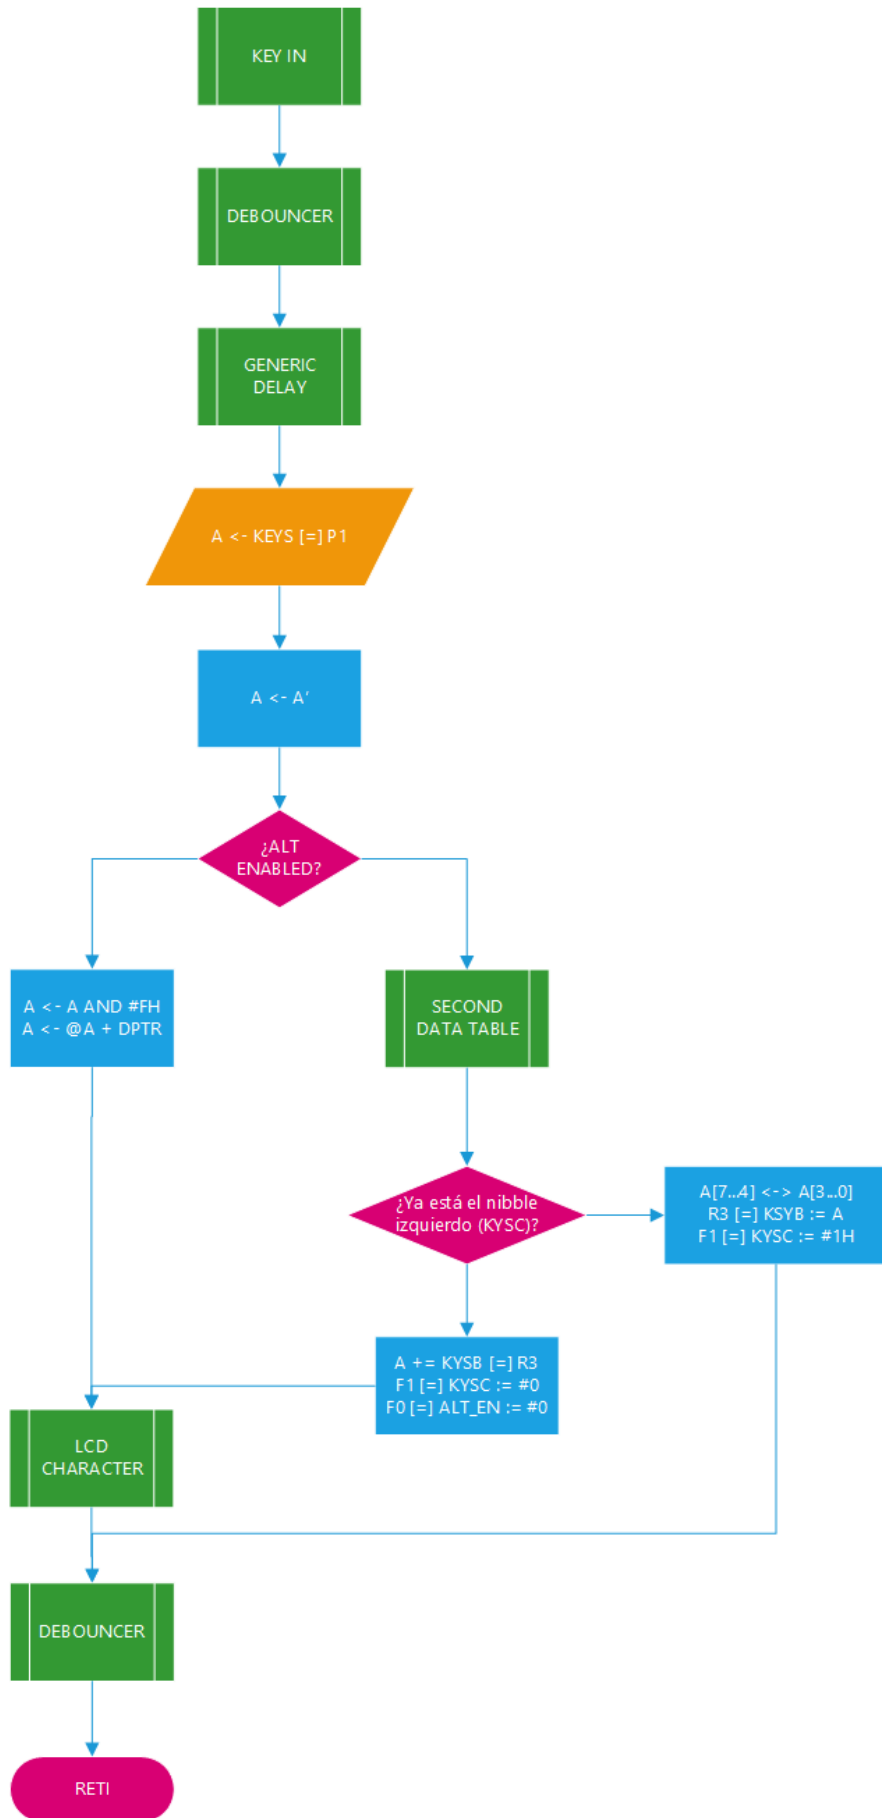 KEY IN
DEBOUNCER
GENERIC
DELAY
A <- KEYS [=] P1
A <- A'
¿ALT
ENABLED?
A <- A AND #FH
A <- @A + DPTR
SECOND
DATA TABLE
¿Ya está el nibble
izquierdo (KYSC)?
A[7...4] <-> A[3...0]
R3 [=] KSYB := A
F1 [=] KYSC := #1H
A += KYSB [=] R3
F1 [=] KYSC := #0
F0 [=] ALT_EN := #0
LCD
CHARACTER
DEBOUNCER
RETI